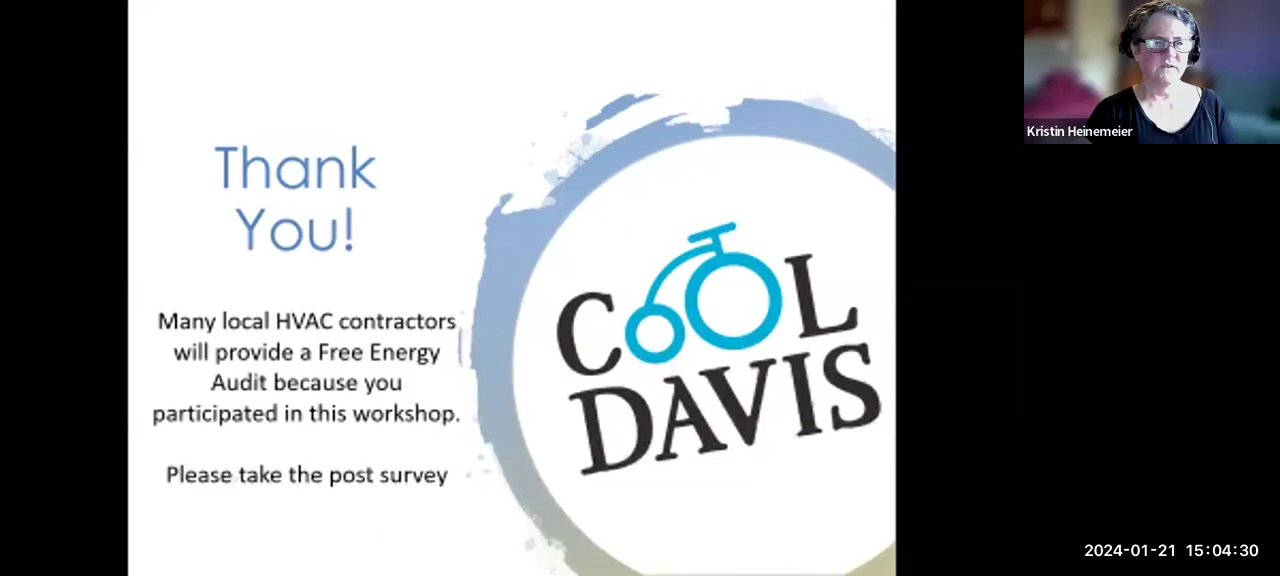 Thank
You!
Many local HVAC contractors
will provide a Free Energy
Audit because you
participated in this workshop.
Please take the post survey
COOL
DAVIS
Kristin Heinemeier
2024-01-21 15:04:30